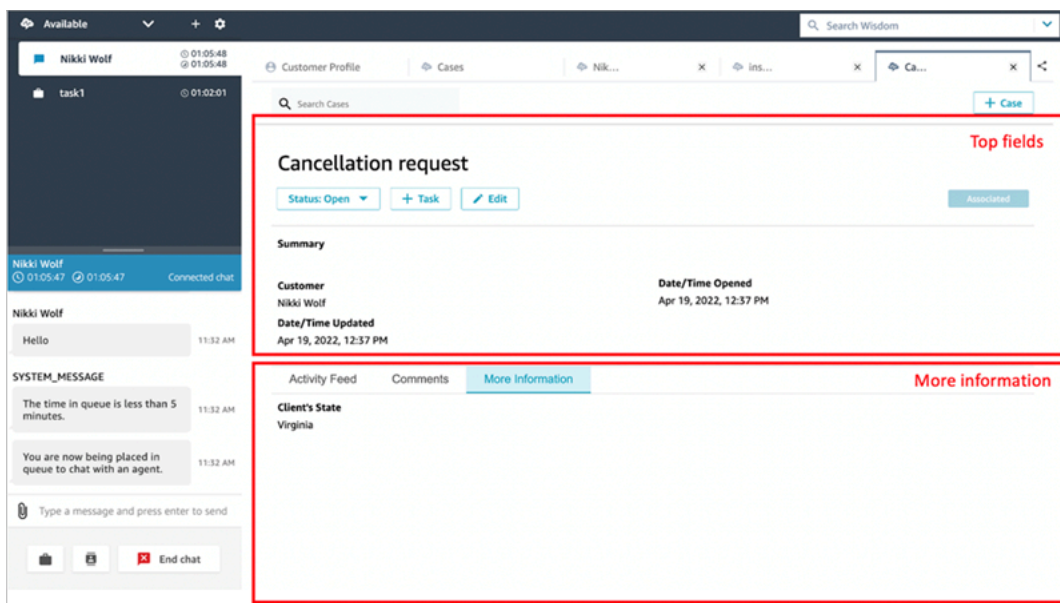 Available
Search Wisdom
Nikki Wolf
01:05:48
01:05:48
task1
01:02:01
Customer Profile
Cases
Nik...
ins...
Ca...
Search Cases
+ Case
Top fields
Cancellation request
Status: Open
+ Task
Edit
Associated
Summary
Customer
Nikki Wolf
Date/Time Opened
Apr 19, 2022, 12:37 PM
Date/Time Updated
Apr 19, 2022, 12:37 PM
Nikki Wolf
01:05:47 01:05:47 Connected chat
Nikki Wolf
Hello
11:32 AM
SYSTEM_MESSAGE
The time in queue is less than 5
minutes.
11:32 AM
You are now being placed in
queue to chat with an agent.
11:32 AM
Type a message and press enter to send
End chat
Activity Feed
Comments
More Information
More information
Client's State
Virginia